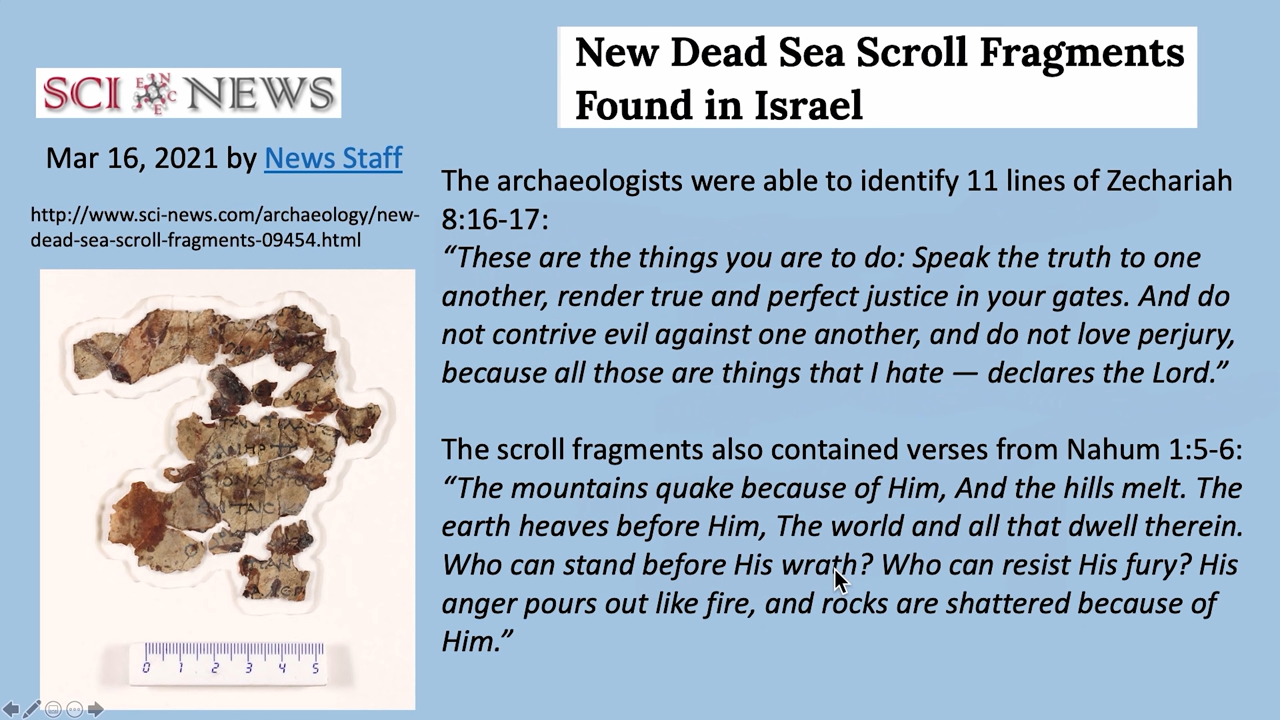 SCI NEWS
New Dead Sea Scroll Fragments
Found in Israel
Mar 16, 2021 by News Staff
http://www.sci-news.com/archaeology/new-
dead-sea-scroll-fragments-09454.html
The archaeologists were able to identify 11 lines of Zechariah
8:16-17:
“These are the things you are to do: Speak the truth to one
another, render true and perfect justice in your gates. And do
not contrive evil against one another, and do not love perjury,
because all those are things that I hate — declares the Lord.”
The scroll fragments also contained verses from Nahum 1:5-6:
“The mountains quake because of Him, And the hills melt. The
earth heaves before Him, The world and all that dwell therein.
Who can stand before His wrath? Who can resist His fury? His
anger pours out like fire, and rocks are shattered because of
Him.”
0 1 2 3 4 5